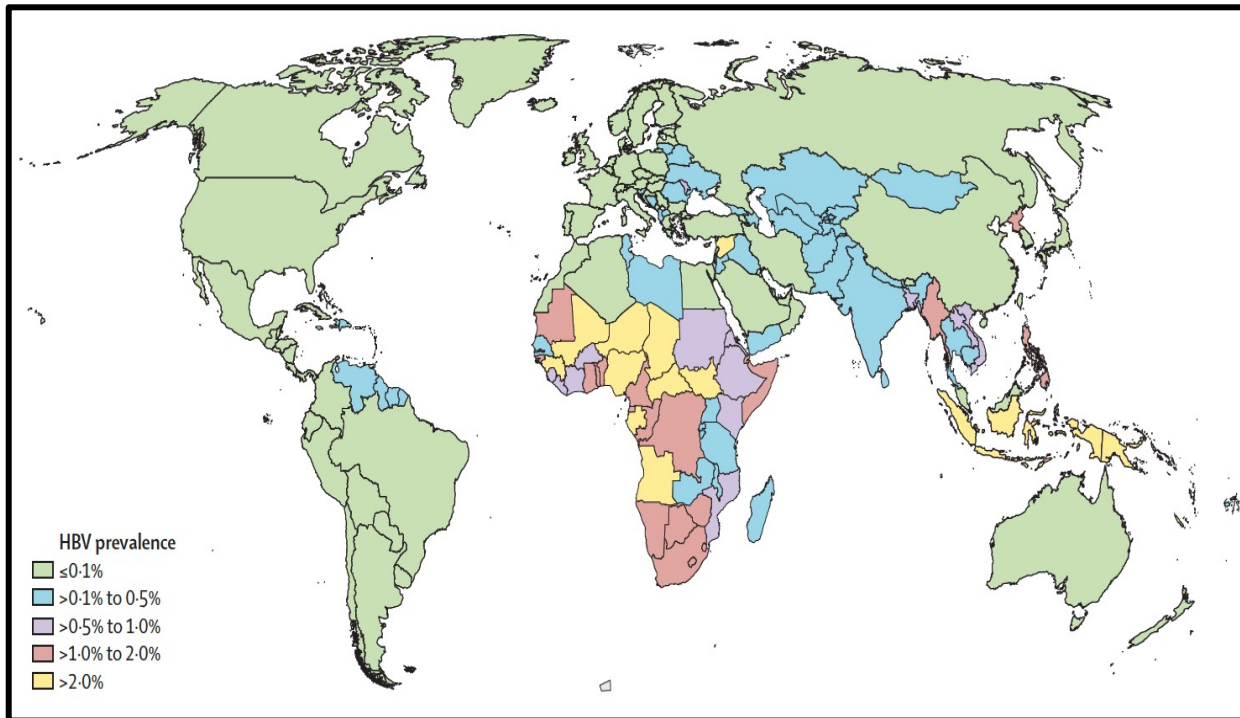 HBV prevalence
≤0·1%
>0·1% to 0·5%
>0·5% to 1·0%
>1·0% to 2·0%
>2·0%